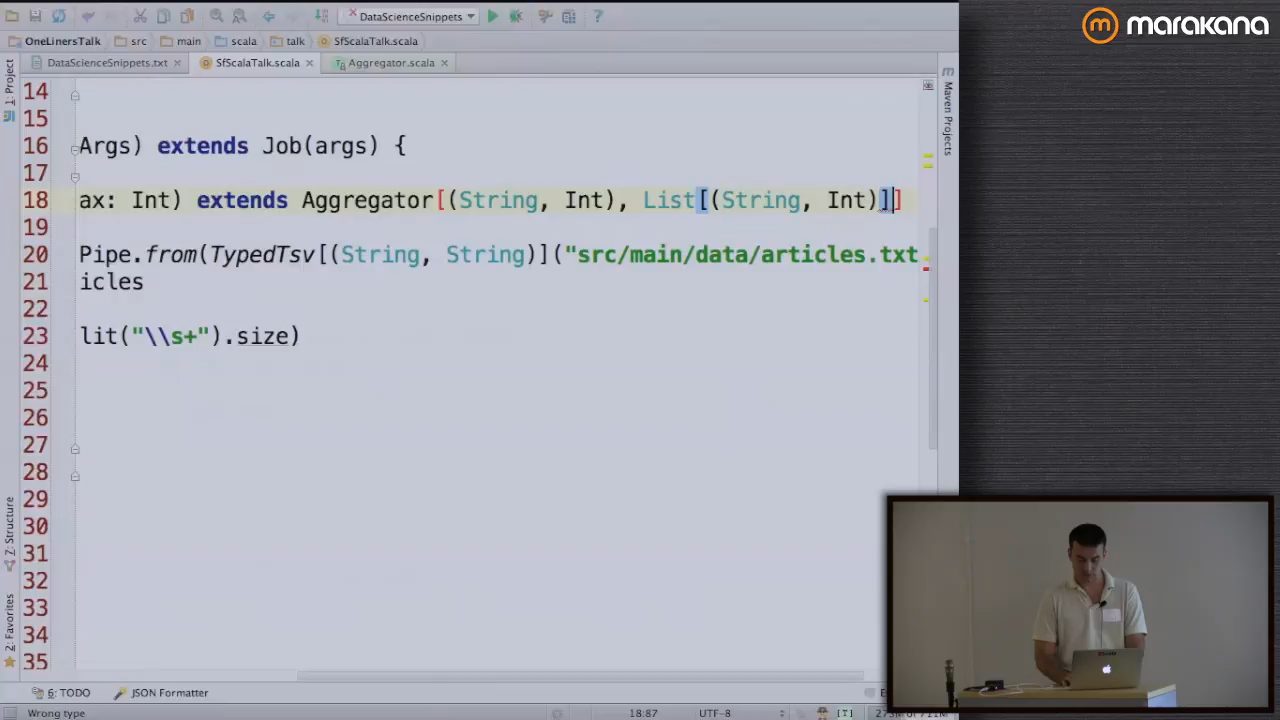 DataScienceSnippets
marakana
OneLinersTalk src main scala talk SfScalaTalk.scala
DataScienceSnippets.txt SfScalaTalk.scala Aggregator.scala
1: Project
Maven Projects
14
15
16 Args) extends Job(args) {
17
18 ax: Int) extends Aggregator[(String, Int), List[(String, Int)]]
19
20 Pipe.from(TypedTsv[(String, String)]("src/main/data/articles.txt
21 icles
22
23 lit("\\s+").size)
24
25
26
27
28
29
30
31
32
33
34
35
7: Structure
2: Favorites
6: TODO JSON Formatter
Wrong type 18:87 UTF-8 [T]